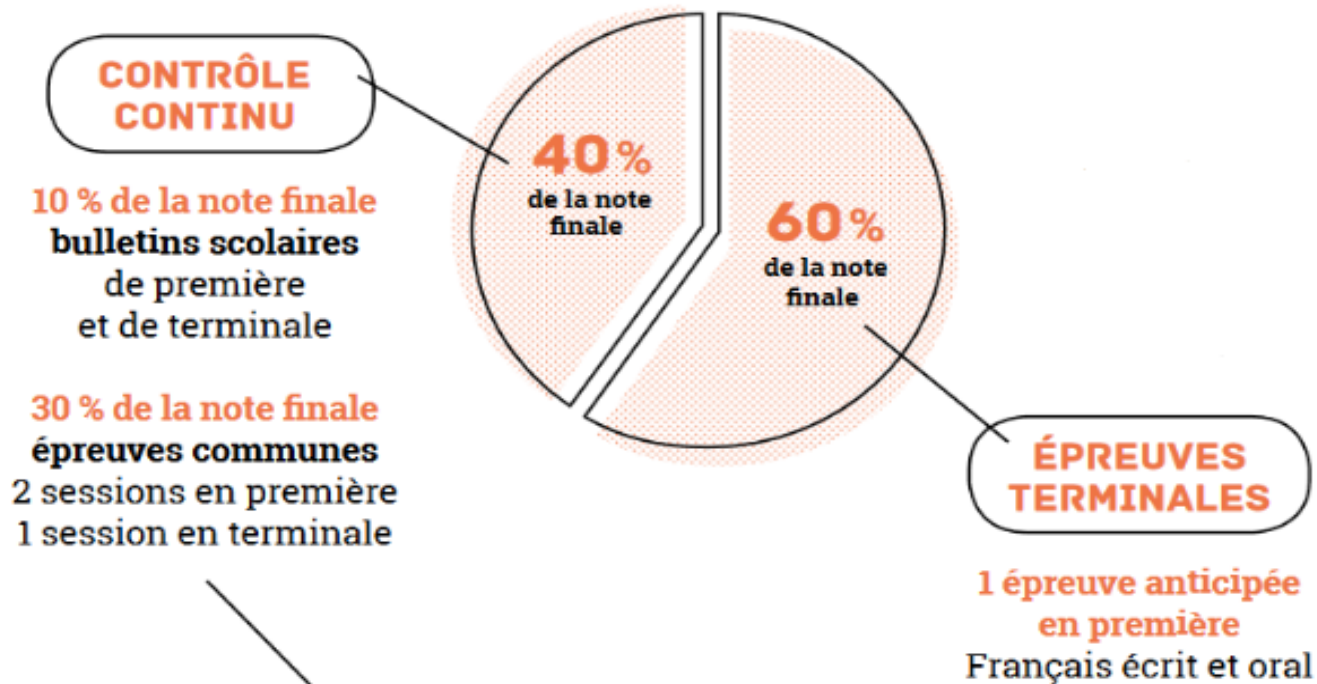 CONTRÔLE
CONTINU
10 % de la note finale
bulletins scolaires
de première
et de terminale
30 % de la note finale
épreuves communes
2 sessions en première
1 session en terminale
40 %
de la note
finale
60 %
de la note
finale
ÉPREUVES
TERMINALES
1 épreuve anticipée
en première
Français écrit et oral